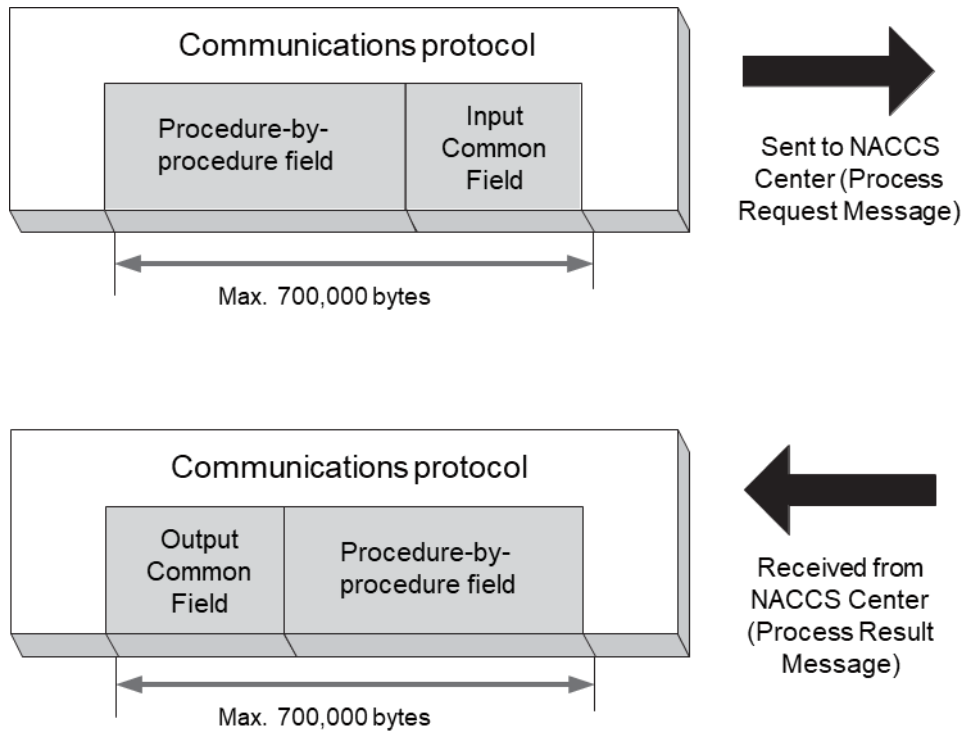 Communications protocol
Procedure-by-
procedure field
Input
Common
Field
Sent to NACCS
Center (Process
Request Message)
Max. 700,000 bytes
Communications protocol
Output
Common
Field
Procedure-by-
procedure field
Received from
NACCS Center
(Process Result
Message)
Max. 700,000 bytes